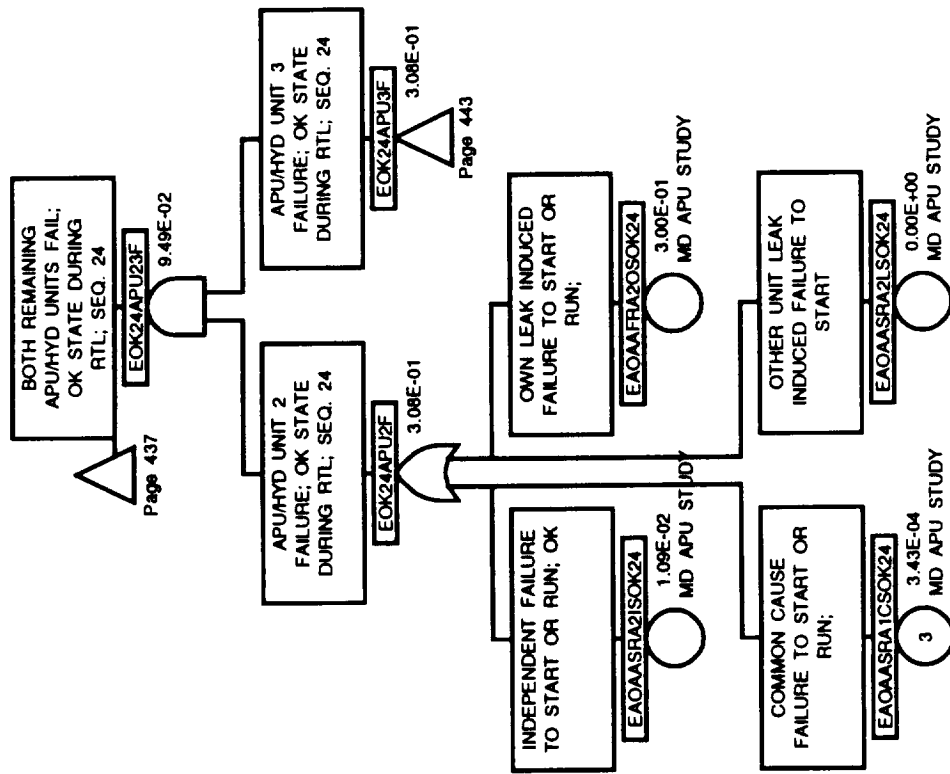 BOTH REMAINING
APU/HYD UNITS FAIL;
OK STATE DURING
RTL; SEQ. 24
EOK24APU23F
9.49E-02
Page 437
APU/HYD UNIT 2
FAILURE; OK STATE
DURING RTL; SEQ. 24
EOK24APU2F
3.08E-01
APU/HYD UNIT 3
FAILURE; OK STATE
DURING RTL; SEQ. 24
EOK24APU3F
3.08E-01
Page 443
INDEPENDENT FAILURE
TO START OR RUN; OK
EAOAASRA2ISOK24
1.09E-02
MD APU STUDY
OWN LEAK INDUCED
FAILURE TO START OR
RUN;
EAOAAFRA2OSOK24
3.00E-01
MD APU STUDY
COMMON CAUSE
FAILURE TO START OR
RUN;
EAOAASRA1CSOK24
3
3.43E-04
MD APU STUDY
OTHER UNIT LEAK
INDUCED FAILURE TO
START
EAOAASRA2LSOK24
0.00E+00
MD APU STUDY